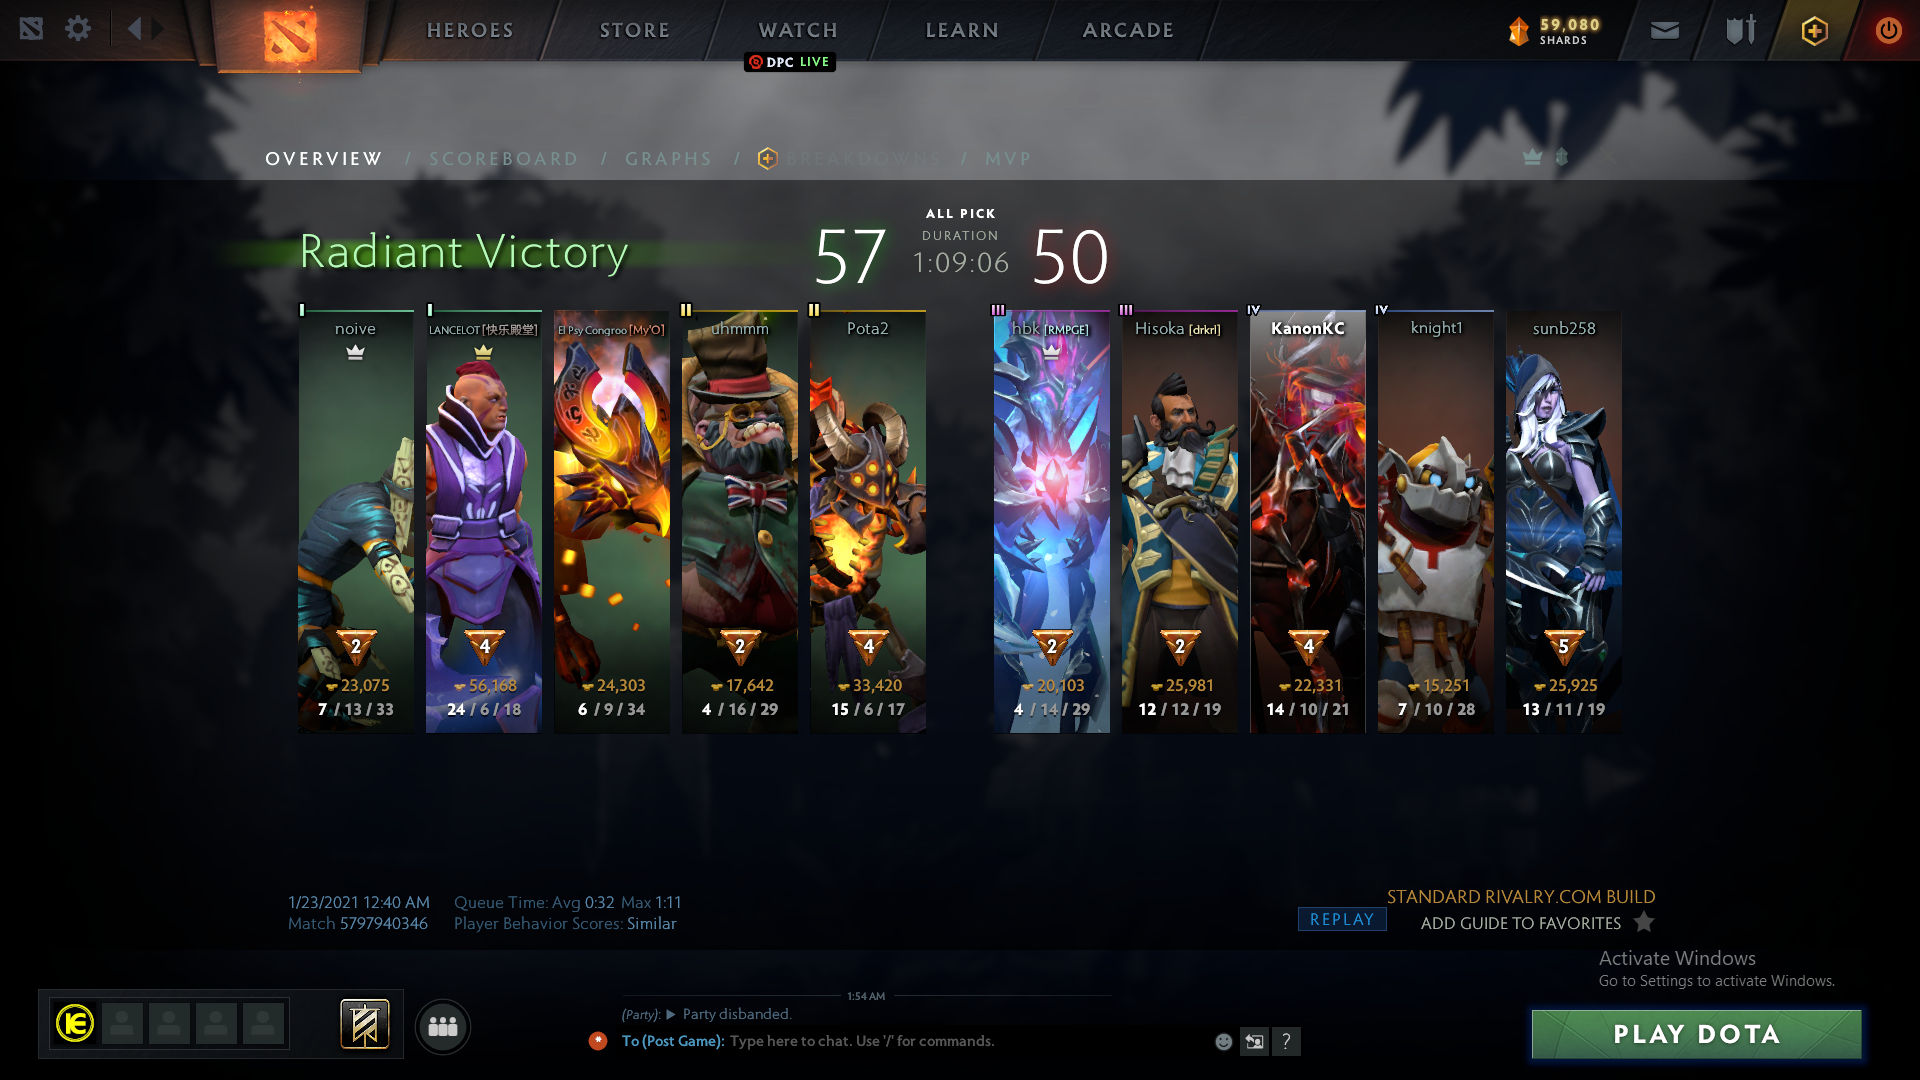 HEROES
STORE
WATCH
LEARN
ARCADE
59,080
SHARDS
DPC LIVE
OVERVIEW / SCOREBOARD / GRAPHS / BREAKDOWNS / MVP
Radiant Victory
57
ALL PICK
DURATION
1:09:06
50
I
noive
I
LANCELOT [快乐殿堂]
El Psy Congroo [My'O]
II
uhmmm
II
Pota2
III
hbk [RMPGE]
III
Hisoka [drkrl]
IV
KanonKC
IV
knight1
sunb258
2
4
2
4
2
2
4
5
23,075
56,168
24,303
17,642
33,420
20,103
25,981
22,331
15,251
25,925
7 / 13 / 33
24 / 6 / 18
6 / 9 / 34
4 / 16 / 29
15 / 6 / 17
4 / 14 / 29
12 / 12 / 19
14 / 10 / 21
7 / 10 / 28
13 / 11 / 19
1/23/2021 12:40 AM
Queue Time: Avg 0:32 Max 1:11
Match 5797940346
Player Behavior Scores: Similar
REPLAY
STANDARD RIVALRY.COM BUILD
ADD GUIDE TO FAVORITES
Activate Windows
Go to Settings to activate Windows.
1:54 AM
(Party): Party disbanded.
To (Post Game): Type here to chat. Use '/' for commands.
?
PLAY DOTA